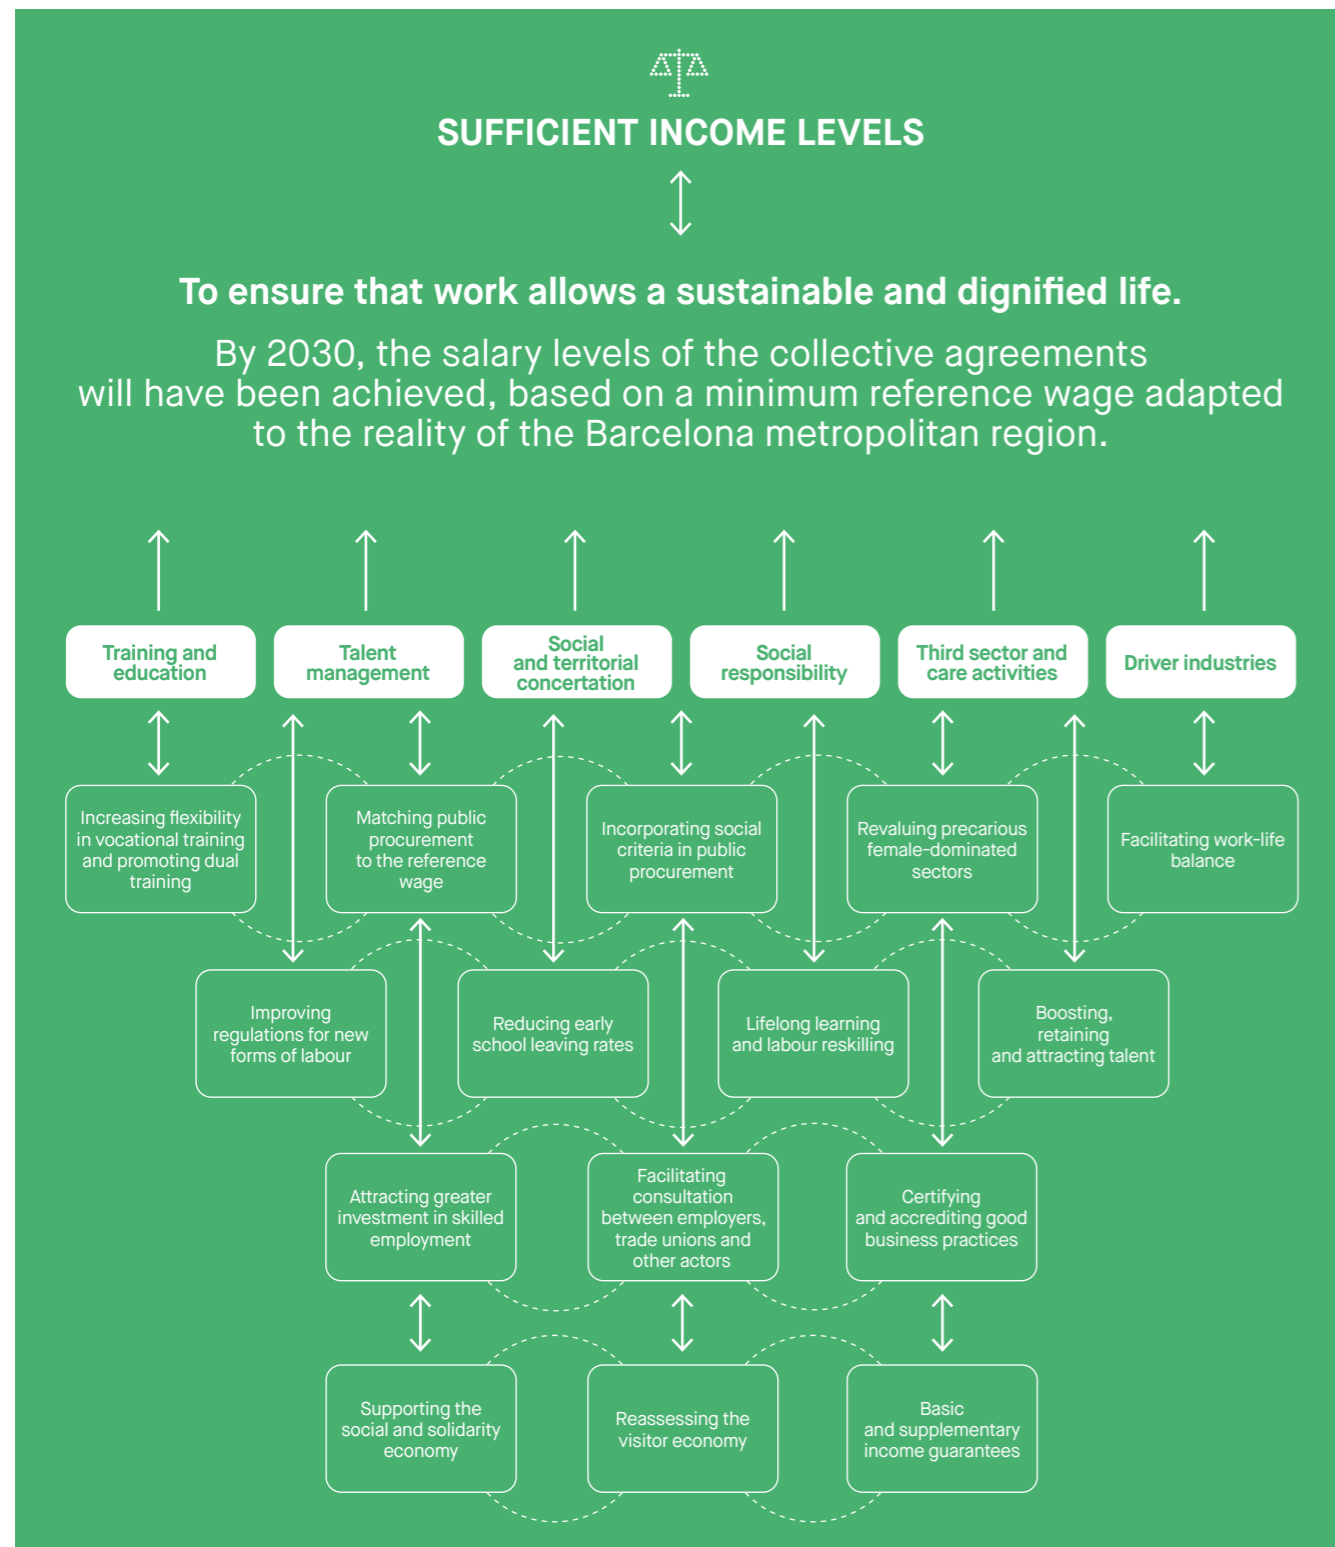 SUFFICIENT INCOME LEVELS
To ensure that work allows a sustainable and dignified life.
By 2030, the salary levels of the collective agreements
will have been achieved, based on a minimum reference wage adapted
to the reality of the Barcelona metropolitan region.
Training and
education
Talent
management
Social
and territorial
concertation
Social
responsibility
Third sector and
care activities
Driver industries
Increasing flexibility
in vocational training
and promoting dual
training
Matching public
procurement
to the reference
wage
Incorporating social
criteria in public
procurement
Revaluing precarious
female-dominated
sectors
Facilitating work-life
balance
Improving
regulations for new
forms of labour
Reducing early
school leaving rates
Lifelong learning
and labour reskilling
Boosting,
retaining
and attracting talent
Attracting greater
investment in skilled
employment
Facilitating
consultation
between employers,
trade unions and
other actors
Certifying
and accrediting good
business practices
Supporting the
social and solidarity
economy
Reassessing the
visitor economy
Basic
and supplementary
income guarantees